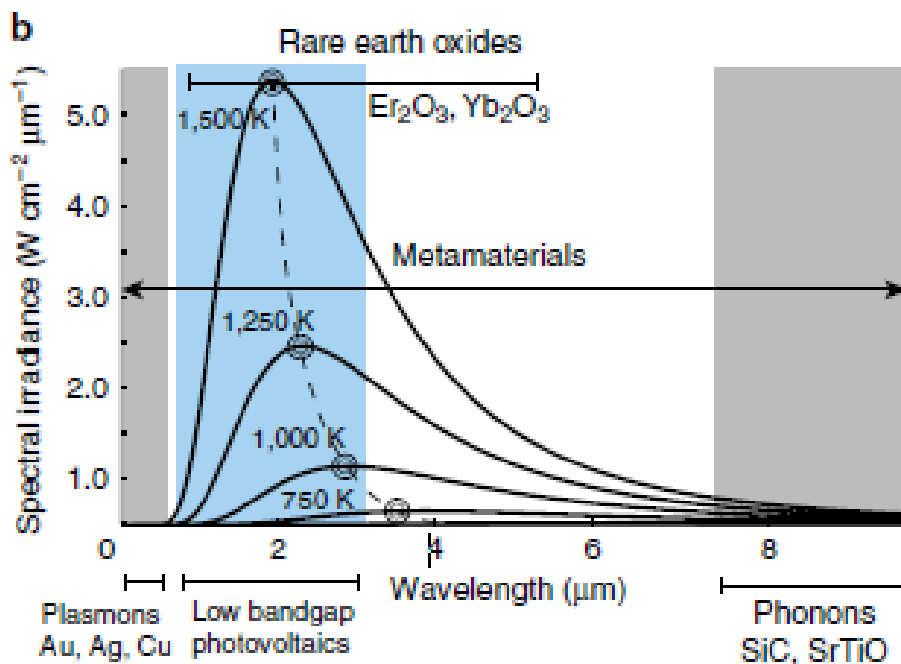 b
Rare earth oxides
Er₂O₃, Yb₂O₃
1,500 K
Metamaterials
1,250 K
1,000 K
750 K
Spectral irradiance (W cm⁻² μm⁻¹)
5.0
4.0
3.0
2.0
1.0
0
2
4
6
8
Wavelength (μm)
Plasmons
Au, Ag, Cu
Low bandgap
photovoltaics
Phonons
SiC, SrTiO